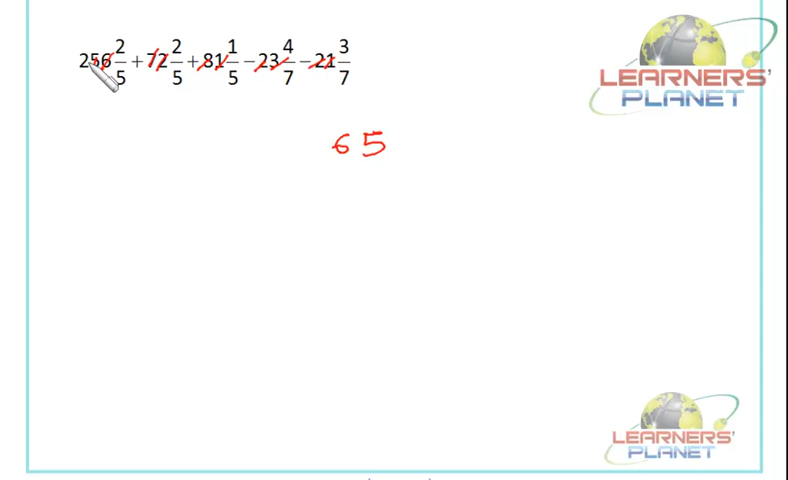 256 2/5 + 72 2/5 + 81 1/5 − 23 4/7 − 21 3/7
65
LEARNERS'
PLANET
LEARNERS'
PLANET